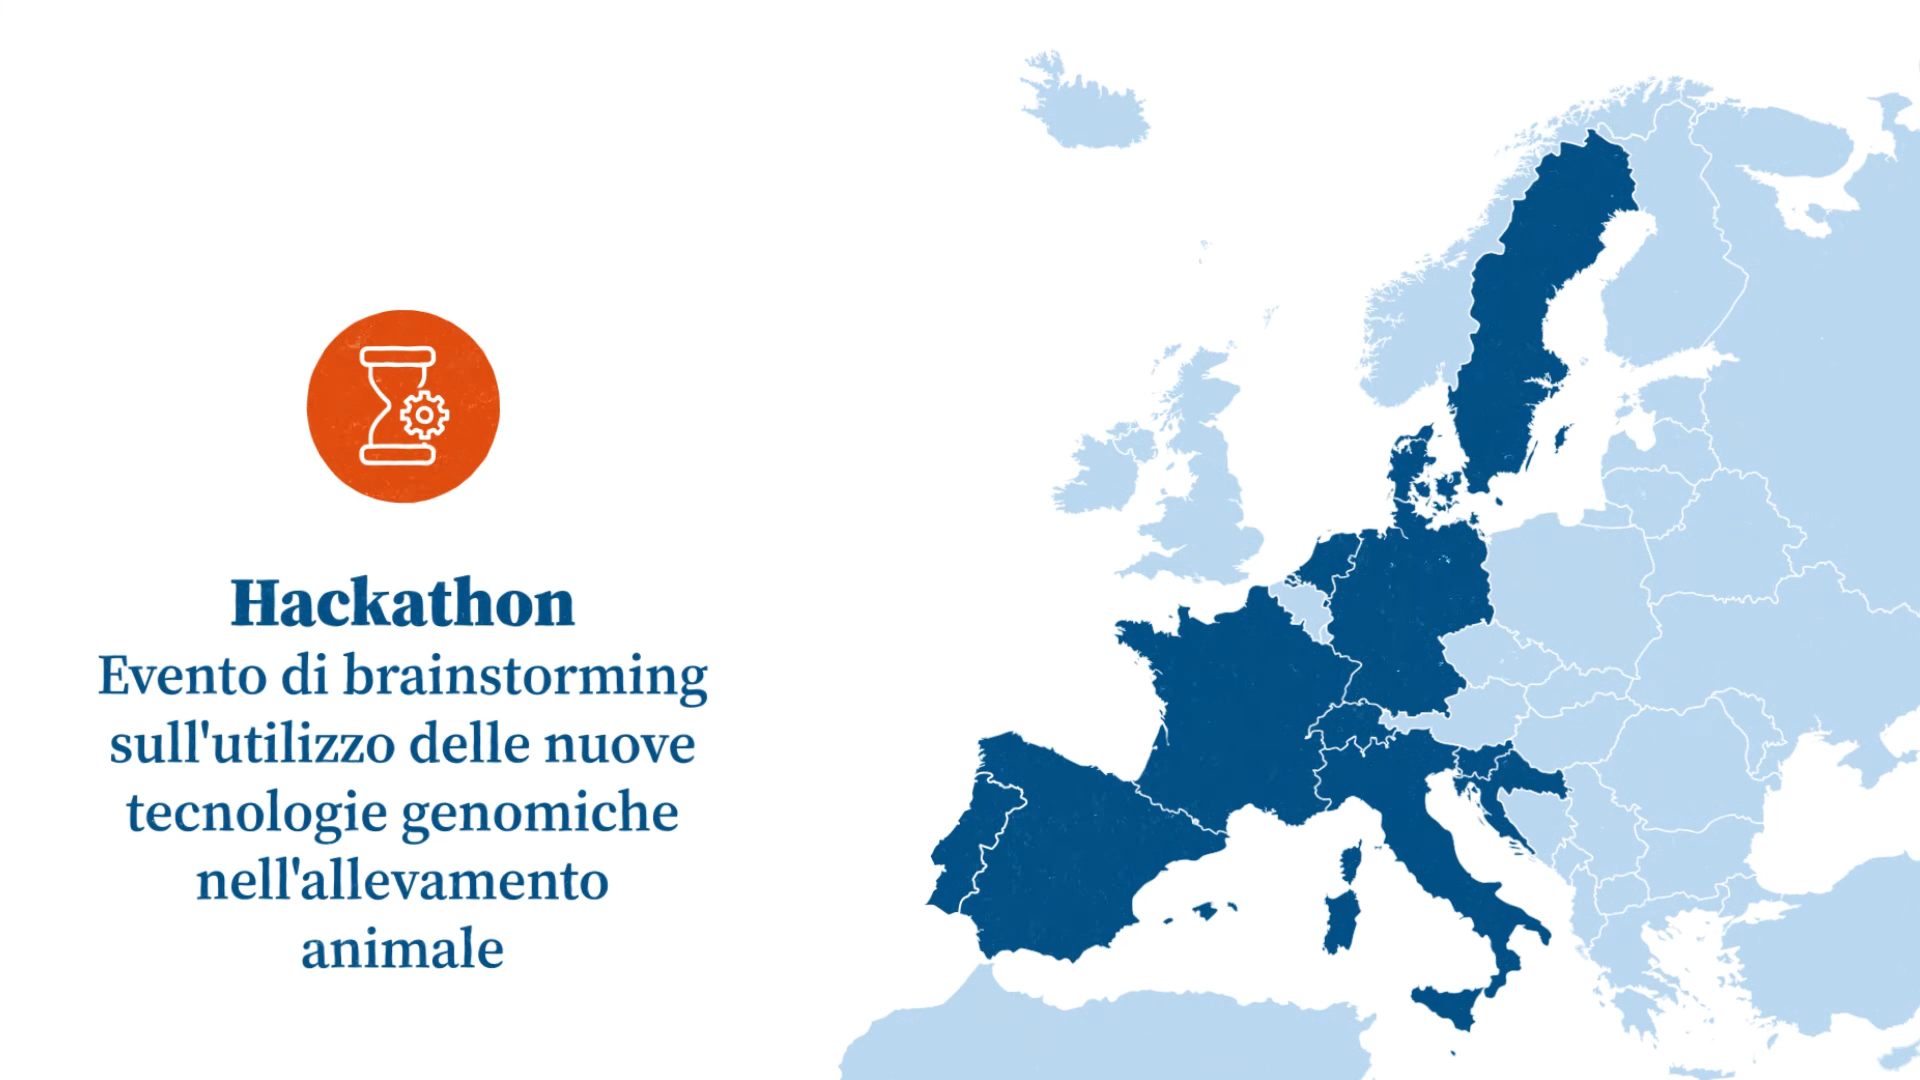 Hackathon
Evento di brainstorming
sull'utilizzo delle nuove
tecnologie genomiche
nell'allevamento
animale